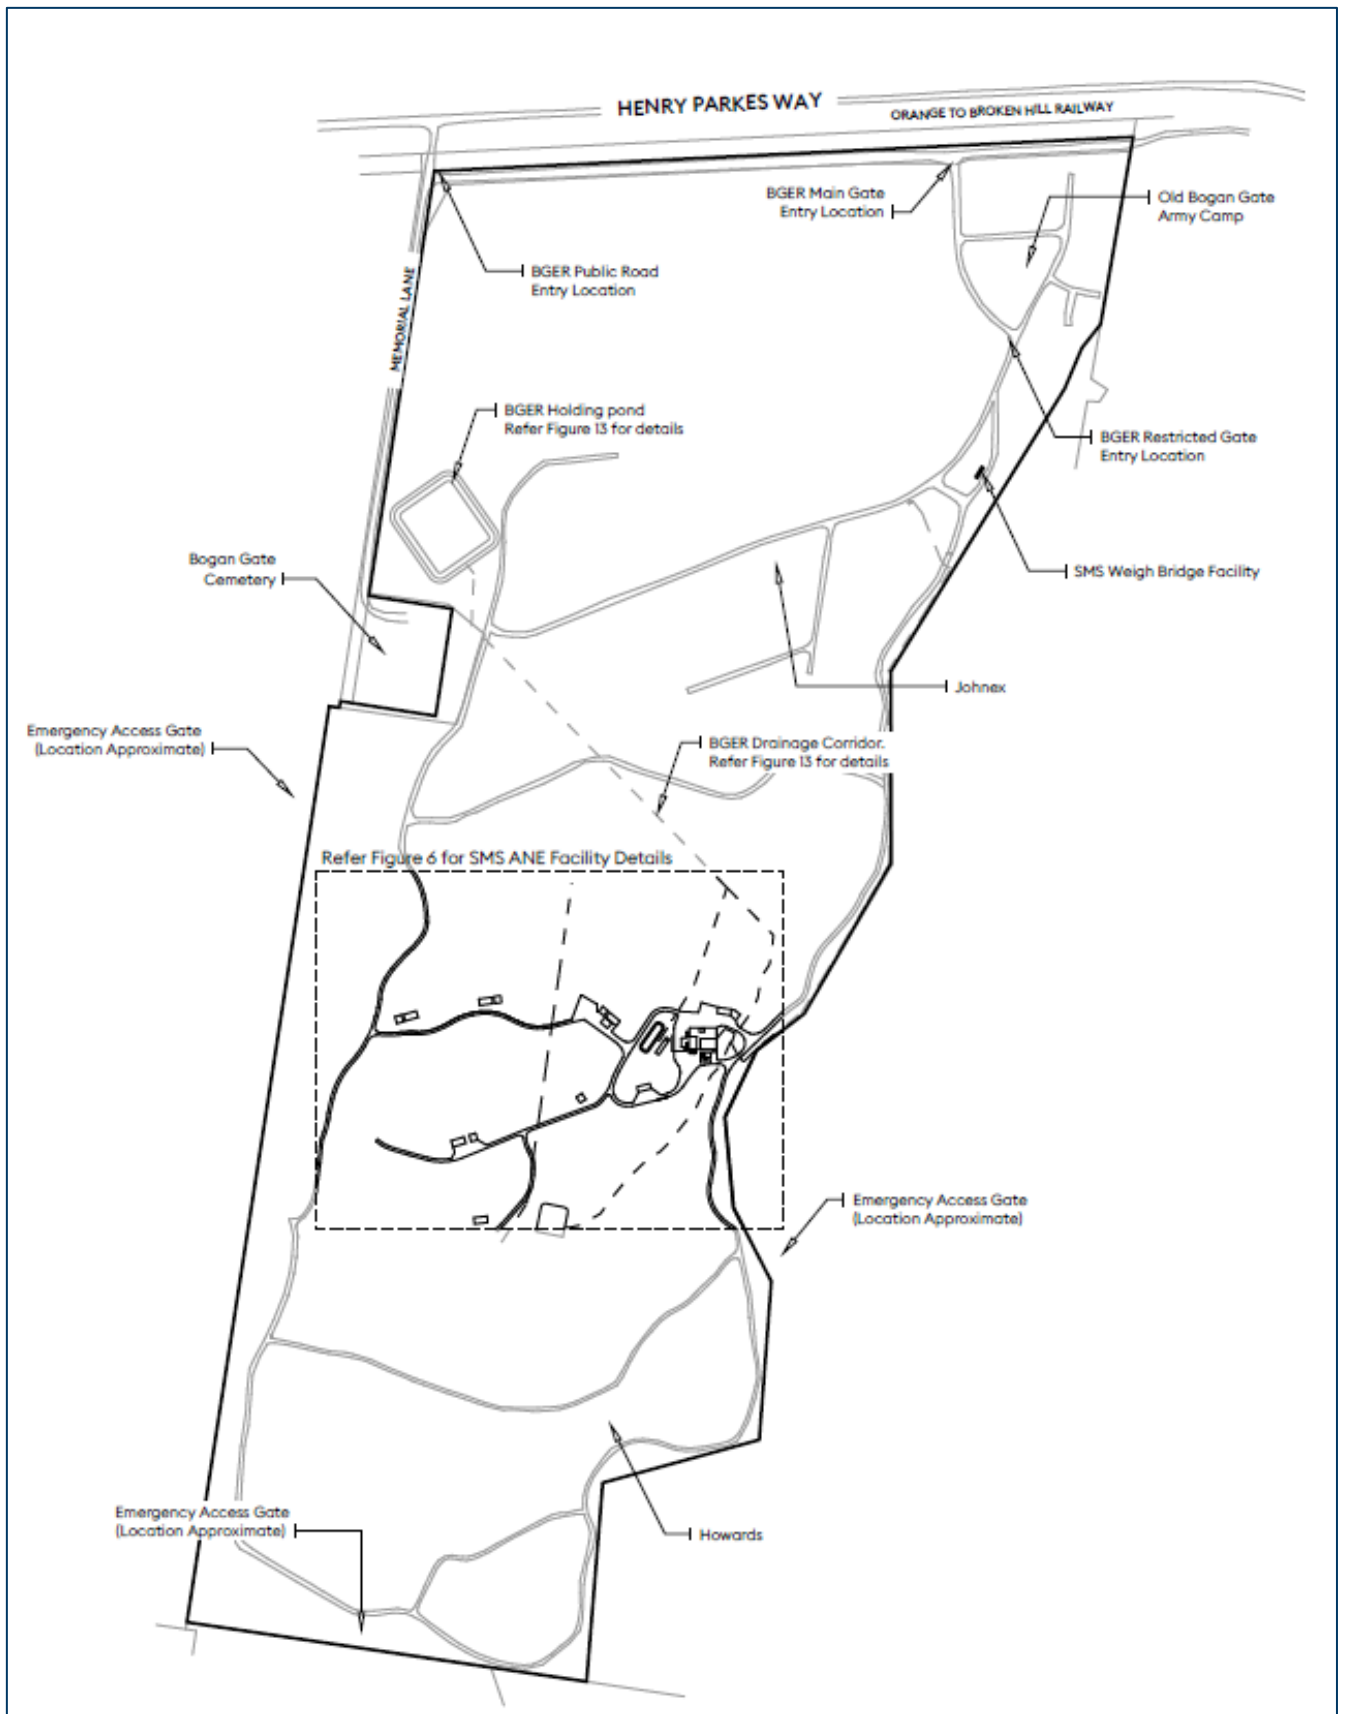 HENRY PARKES WAY
ORANGE TO BROKEN HILL RAILWAY
BGER Main Gate
Entry Location
Old Bogan Gate
Army Camp
BGER Public Road
Entry Location
MEMORIAL LANE
BGER Holding pond
Refer Figure 13 for details
BGER Restricted Gate
Entry Location
Bogan Gate
Cemetery
SMS Weigh Bridge Facility
Johnex
Emergency Access Gate
(Location Approximate)
BGER Drainage Corridor.
Refer Figure 13 for details
Refer Figure 6 for SMS ANE Facility Details
Emergency Access Gate
(Location Approximate)
Emergency Access Gate
(Location Approximate)
Howards